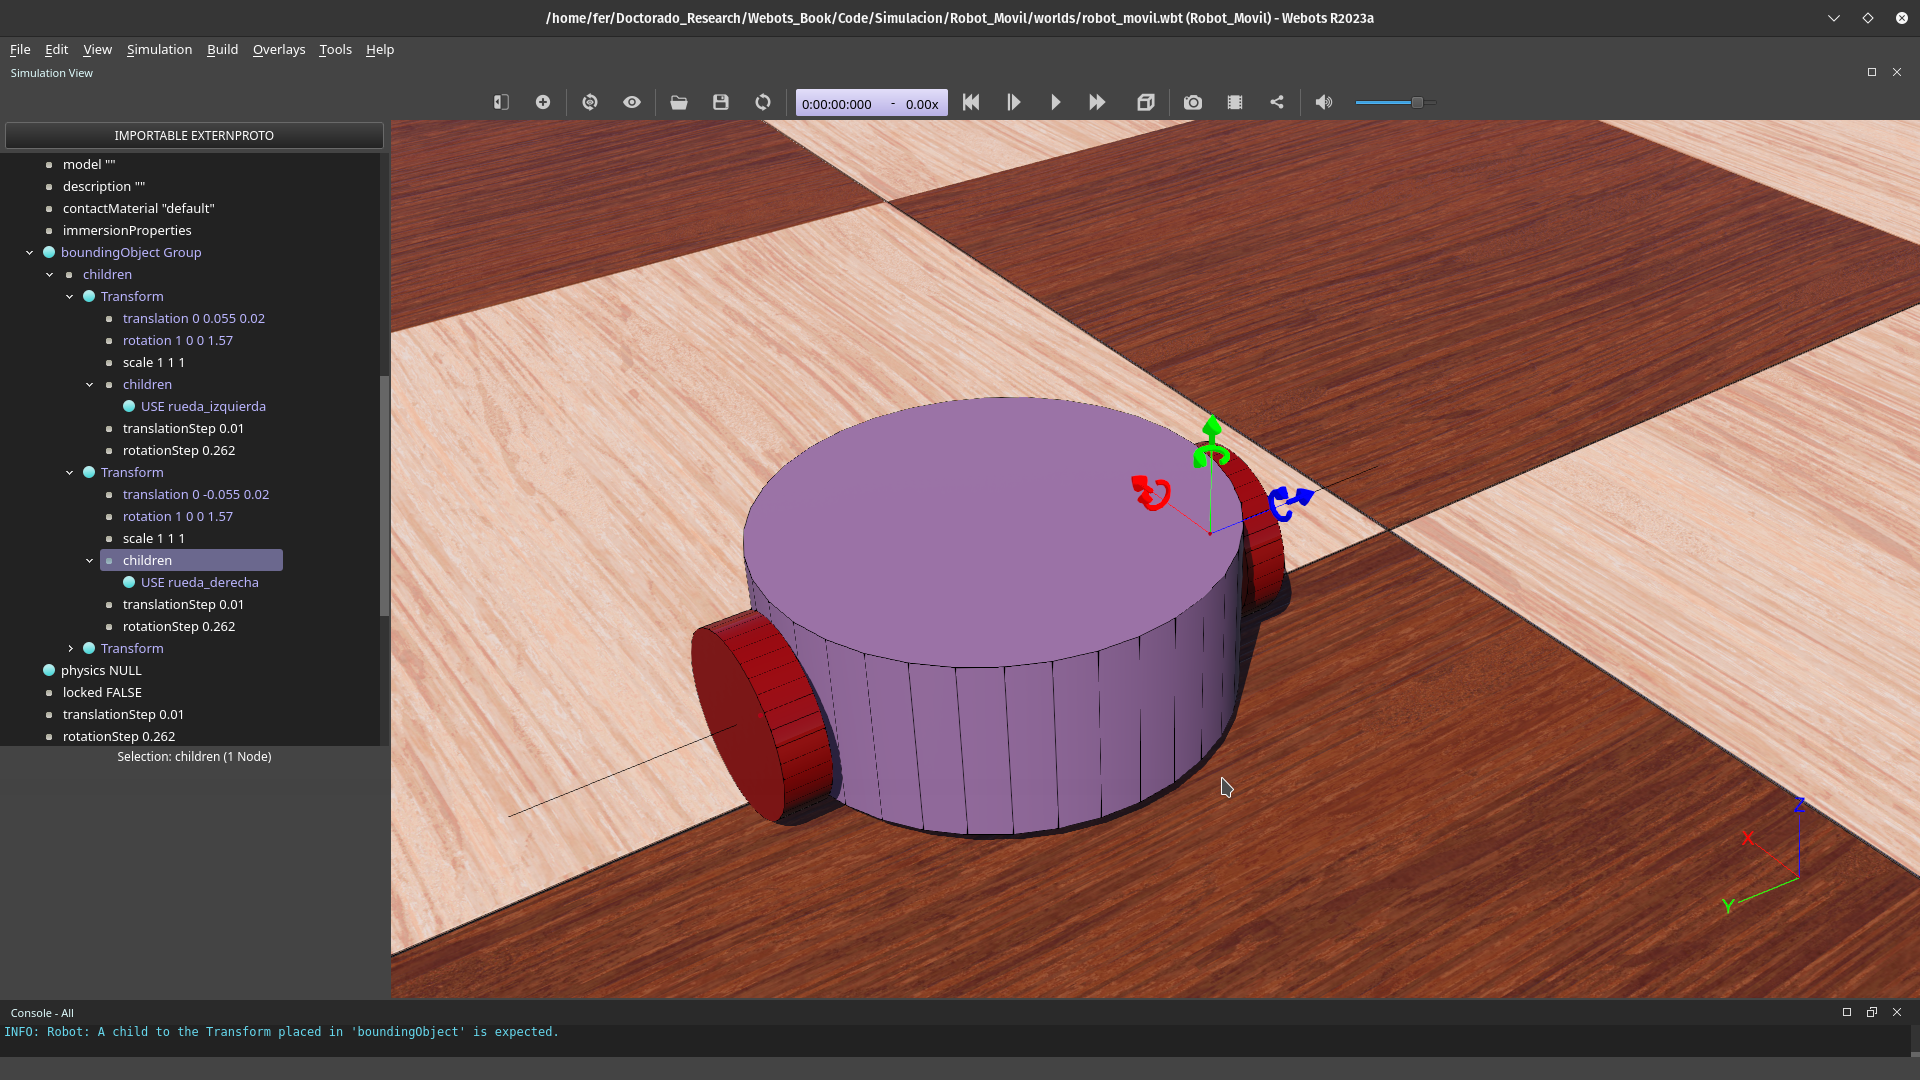 /home/fer/Doctorado_Research/Webots_Book/Code/Simulacion/Robot_Movil/worlds/robot_movil.wbt (Robot_Movil) - Webots R2023a
File Edit View Simulation Build Overlays Tools Help
Simulation View
0:00:00:000 - 0.00x
IMPORTABLE EXTERNPROTO
model ""
description ""
contactMaterial "default"
immersionProperties
boundingObject Group
children
Transform
translation 0 0.055 0.02
rotation 1 0 0 1.57
scale 1 1 1
children
USE rueda_izquierda
translationStep 0.01
rotationStep 0.262
Transform
translation 0 -0.055 0.02
rotation 1 0 0 1.57
scale 1 1 1
children
USE rueda_derecha
translationStep 0.01
rotationStep 0.262
Transform
physics NULL
locked FALSE
translationStep 0.01
rotationStep 0.262
Selection: children (1 Node)
Z
X
Y
Console - All
INFO: Robot: A child to the Transform placed in 'boundingObject' is expected.